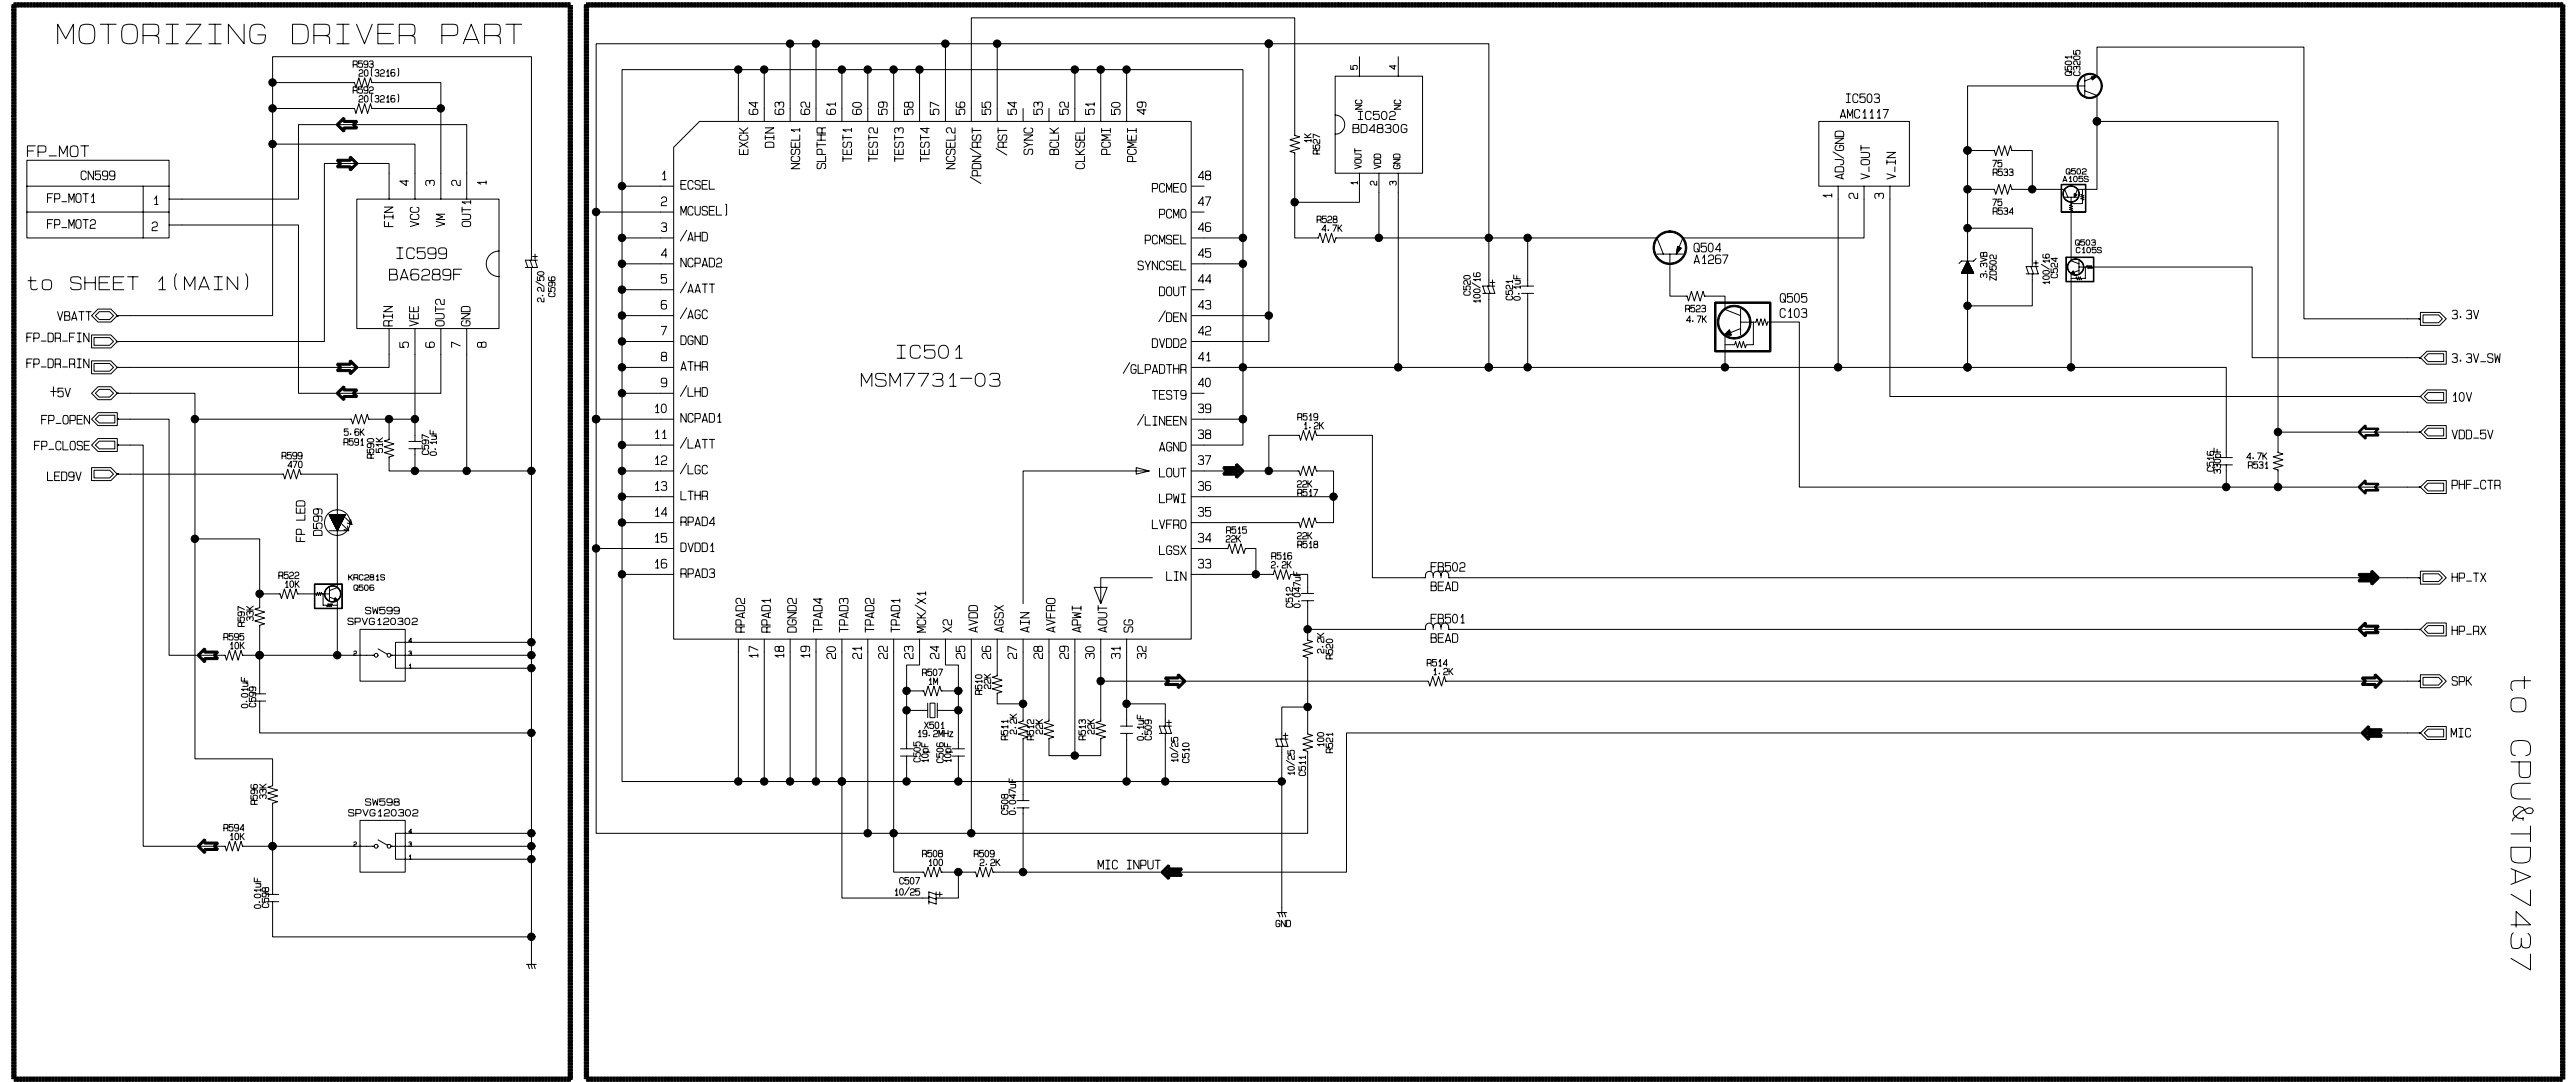 MOTORIZING DRIVER PART
R593
20(3216)
R592
20(3216)
FP_MOT
CN599
FP_MOT1 1
FP_MOT2 2
4 3 2 1
FIN VCC VM OUT1
IC599
BA6289F
RIN VEE OUT2 GND
5 6 7 8
2.2/50
C596
to SHEET 1(MAIN)
VBATT
FP_DR_FIN
FP_DR_RIN
+5V
FP_OPEN
FP_CLOSE
LED9V
5.6K
R591
R590
51K
C597
0.1uF
R599
470
FP LED
D599
R522
10K
KRC281S
Q506
R597
33K
R595
10K
SW599
SPVG120302
2 4 3 1
0.01uF
C599
R596
33K
SW598
SPVG120302
R594
10K
2 4 3 1
0.01uF
C598
64 63 62 61 60 59 58 57 56 55 54 53 52 51 50 49
EXCK DIN NCSEL1 SLPTHR TEST1 TEST2 TEST3 TEST4 NCSEL2 /PDN/RST /RST SYNC BCLK CLKSEL PCMI PCMEI
1 ECSEL
2 MCUSEL]
3 /AHD
4 NCPAD2
5 /AATT
6 /AGC
7 DGND
8 ATHR
9 /LHD
10 NCPAD1
11 /LATT
12 /LGC
13 LTHR
14 RPAD4
15 DVDD1
16 RPAD3
IC501
MSM7731-03
PCMEO 48
PCMO 47
PCMSEL 46
SYNCSEL 45
DOUT 44
/DEN 43
DVDD2 42
/GLPADTHR 41
TEST9 40
/LINEEN 39
AGND 38
LOUT 37
LPWI 36
LVFRO 35
LGSX 34
LIN 33
RPAD2 RPAD1 DGND2 TPAD4 TPAD3 TPAD2 TPAD1 MCK/X1 X2 AVDD AGSX AIN AVFRO APWI AOUT SG
17 18 19 20 21 22 23 24 25 26 27 28 29 30 31 32
R507
1M
X501
19.2MHz
C505
10pF
C506
10pF
R510
22K
R511
2.2K
R512
22K
R513
22K
0.1uF
C509
10/25
C510
C508
0.047uF
R508
100
R509
2.2K
C507
10/25
MIC INPUT
10/25
C511
100
R521
GND
R519
1.2K
22K
R517
22K
R518
R515
22K
R516
2.2K
C512
0.047uF
2.2K
R520
FB502
BEAD
FB501
BEAD
R514
1.2K
1K
R527
5 4
NC NC
IC502
BD4830G
VOUT VDD GND
1 2 3
R528
4.7K
C520
100/16
C521
0.1uF
Q504
A1267
R523
4.7K
Q505
C103
IC503
AMC1117
ADJ/GND V_OUT V_IN
1 2 3
Q501
C3205
75
R533
75
R534
Q502
A105S
Q503
C105S
3.3VB
ZD502
100/16
C524
C516
330pF
4.7K
R531
3.3V
3.3V_SW
10V
VDD_5V
PHF_CTR
HP_TX
HP_RX
SPK
MIC
to CPU&TDA7437